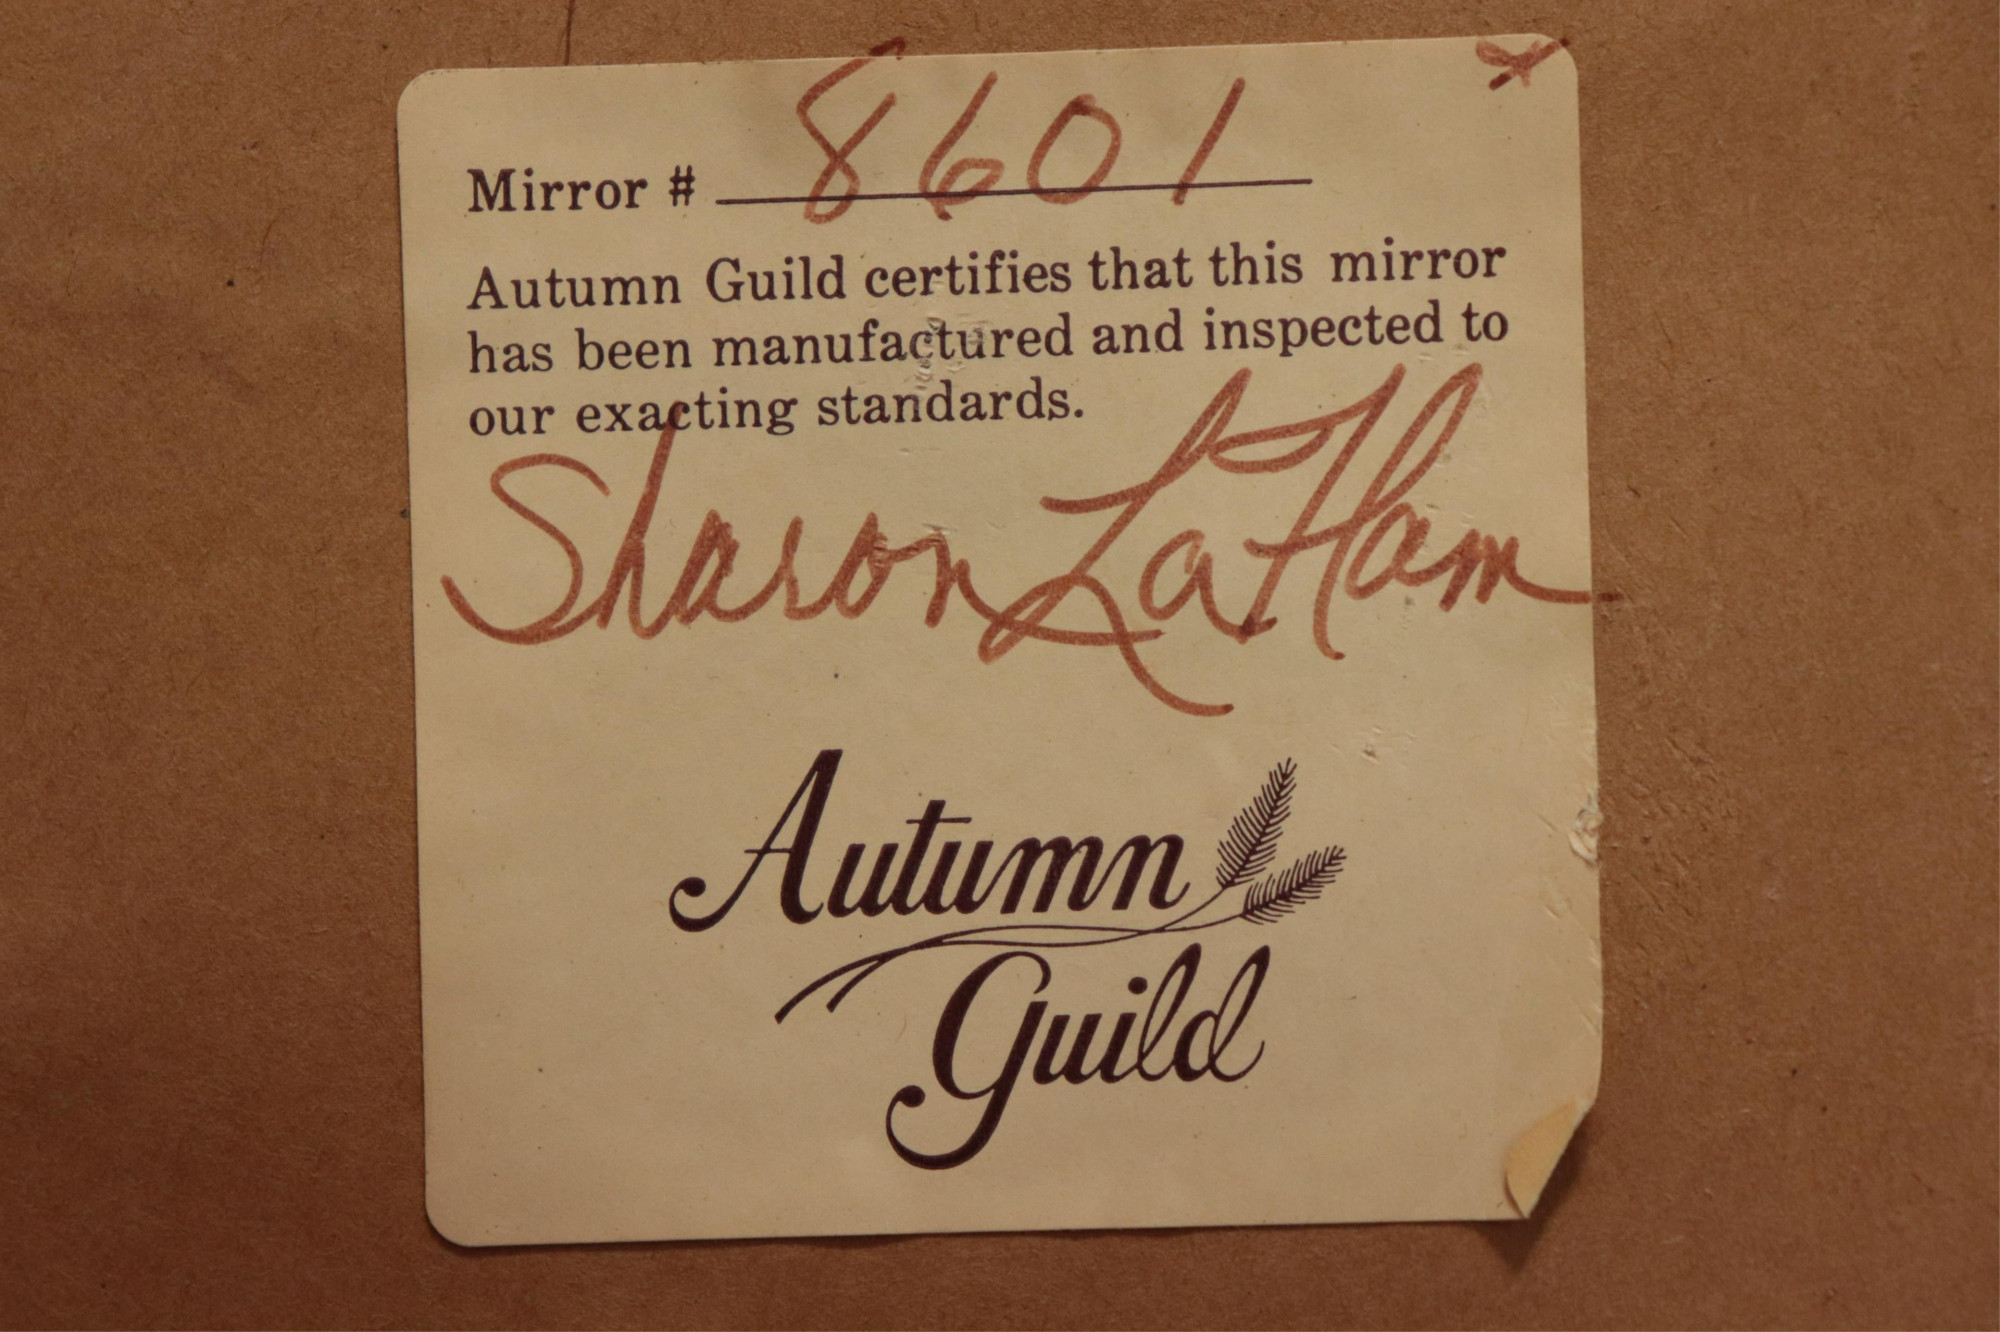 Mirror # 8601
Autumn Guild certifies that this mirror
has been manufactured and inspected to
our exacting standards.
Sharon LaHam
Autumn
Guild